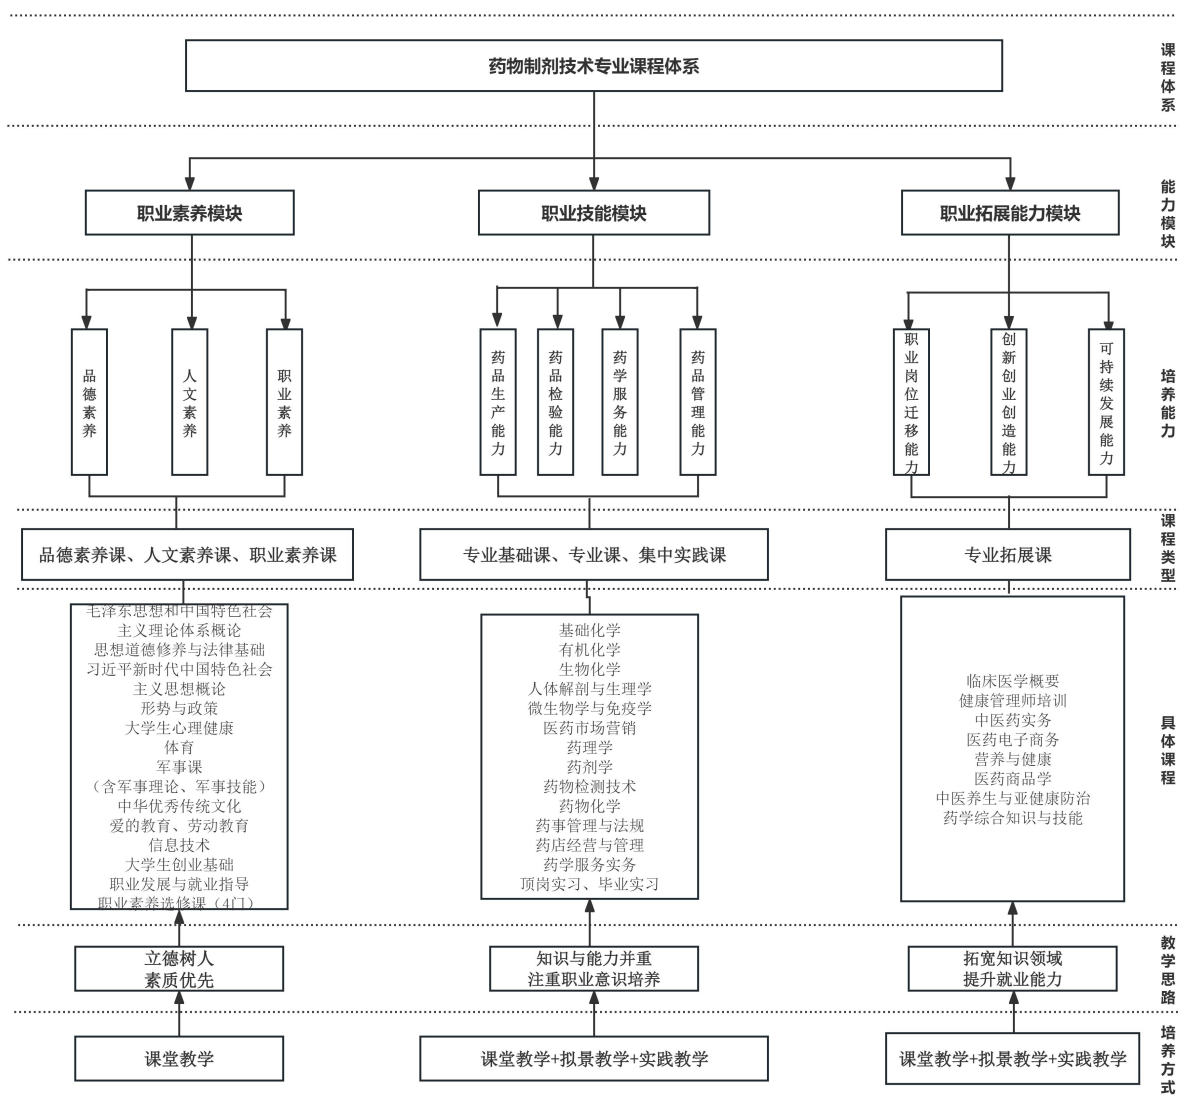 药物制剂技术专业课程体系
课程体系
职业素养模块
职业技能模块
职业拓展能力模块
能力模块
品德素养
人文素养
职业素养
药品生产能力
药品检验能力
药学服务能力
药品管理能力
职业岗位迁移能力
创新创业创造能力
可持续发展能力
培养能力
品德素养课、人文素养课、职业素养课
专业基础课、专业课、集中实践课
专业拓展课
课程类型
毛泽东思想和中国特色社会
主义理论体系概论
思想道德修养与法律基础
习近平新时代中国特色社会
主义思想概论
形势与政策
大学生心理健康
体育
军事课
（含军事理论、军事技能）
中华优秀传统文化
爱的教育、劳动教育
信息技术
大学生创业基础
职业发展与就业指导
职业素养选修课（4门）
基础化学
有机化学
生物化学
人体解剖与生理学
微生物学与免疫学
医药市场营销
药理学
药剂学
药物检测技术
药物化学
药事管理与法规
药店经营与管理
药学服务实务
顶岗实习、毕业实习
临床医学概要
健康管理师培训
中医药实务
医药电子商务
营养与健康
医药商品学
中医养生与亚健康防治
药学综合知识与技能
具体课程
立德树人
素质优先
知识与能力并重
注重职业意识培养
拓宽知识领域
提升就业能力
教学思路
课堂教学
课堂教学+拟景教学+实践教学
课堂教学+拟景教学+实践教学
培养方式